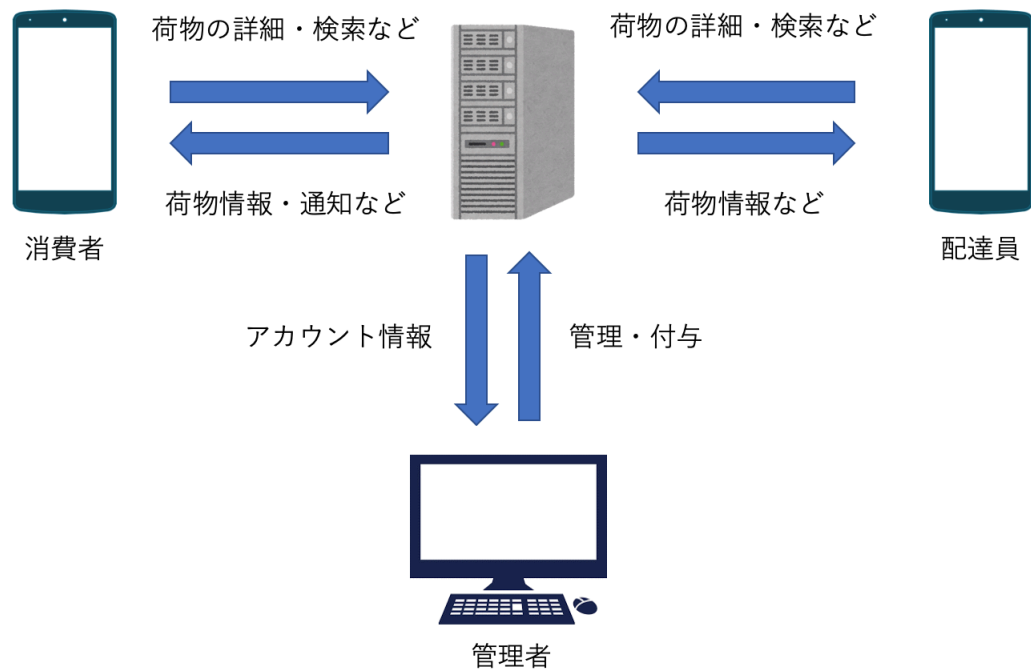 荷物の詳細・検索など
荷物の詳細・検索など
荷物情報・通知など
荷物情報など
消費者
配達員
アカウント情報
管理・付与
管理者